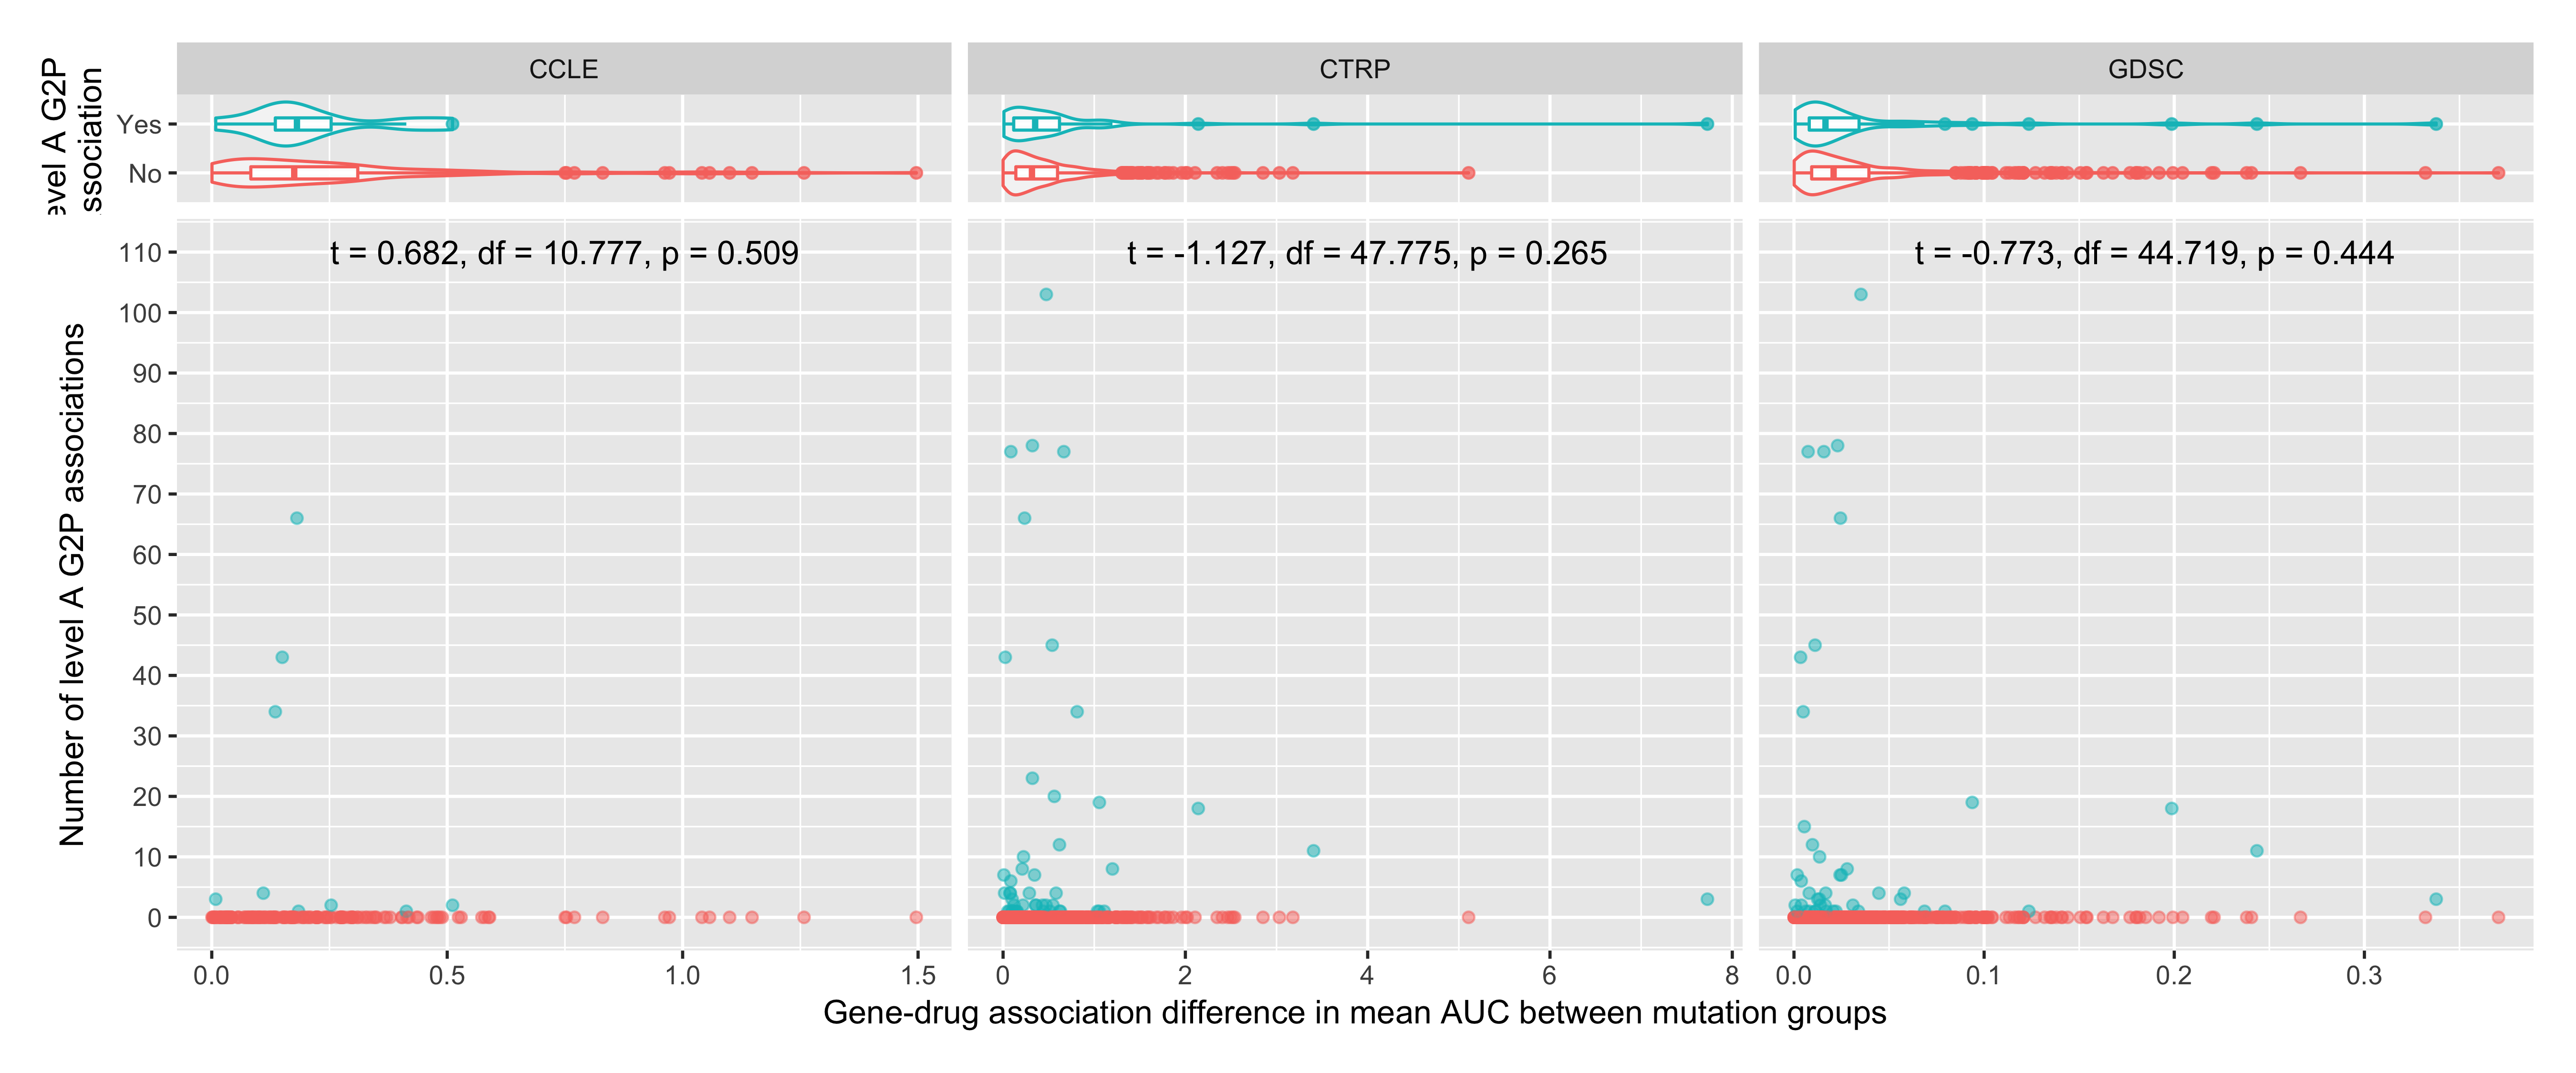 CCLE
CTRP
GDSC
evel A G2P
ssociation
Yes
No
t = 0.682, df = 10.777, p = 0.509
t = -1.127, df = 47.775, p = 0.265
t = -0.773, df = 44.719, p = 0.444
Number of level A G2P associations
110
100
90
80
70
60
50
40
30
20
10
0
0.0 0.5 1.0 1.5
0 2 4 6 8
0.0 0.1 0.2 0.3
Gene-drug association difference in mean AUC between mutation groups